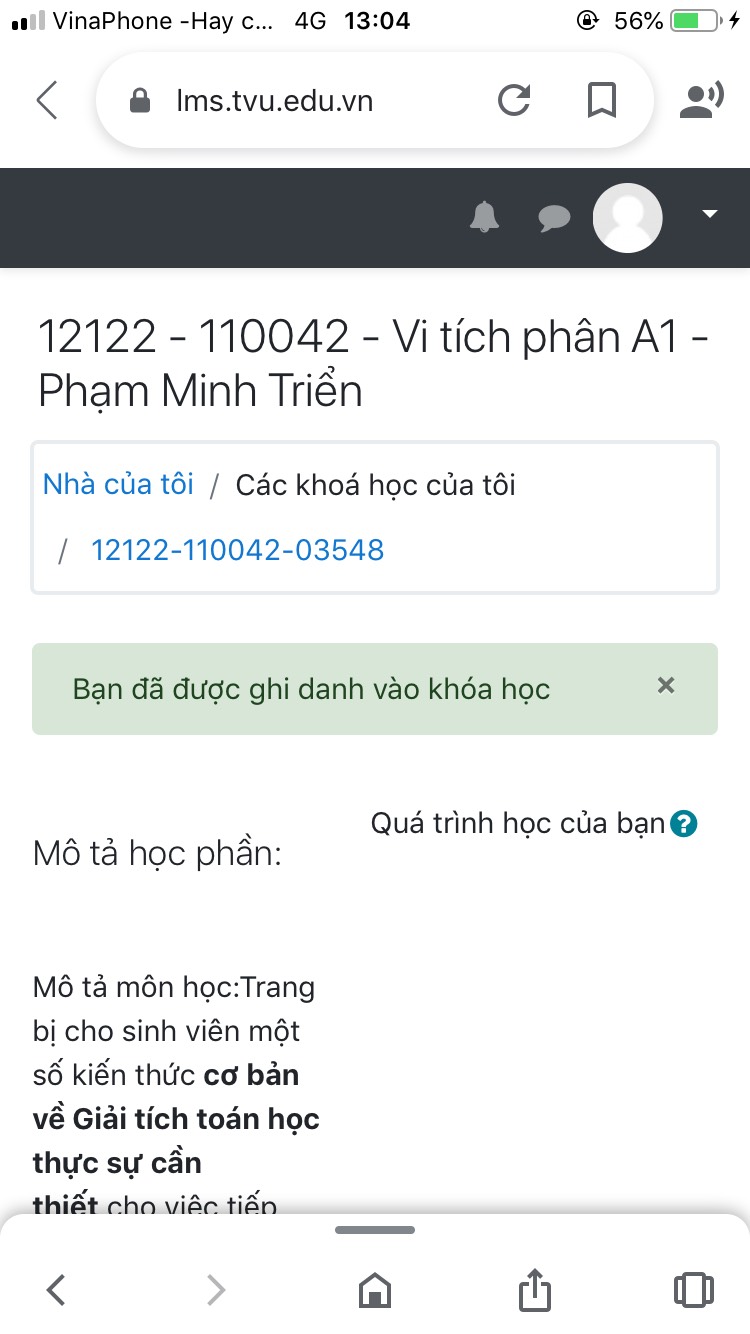 VinaPhone -Hay c... 4G 13:04 56%
lms.tvu.edu.vn
12122 - 110042 - Vi tích phân A1 -
Phạm Minh Triển
Nhà của tôi / Các khoá học của tôi
/ 12122-110042-03548
Bạn đã được ghi danh vào khóa học ×
Quá trình học của bạn ?
Mô tả học phần:
Mô tả môn học:Trang
bị cho sinh viên một
số kiến thức cơ bản
về Giải tích toán học
thực sự cần
thiết cho việc tiếp